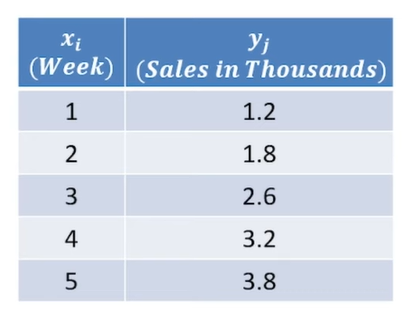 xᵢ yⱼ
(Week) (Sales in Thousands)
1 1.2
2 1.8
3 2.6
4 3.2
5 3.8